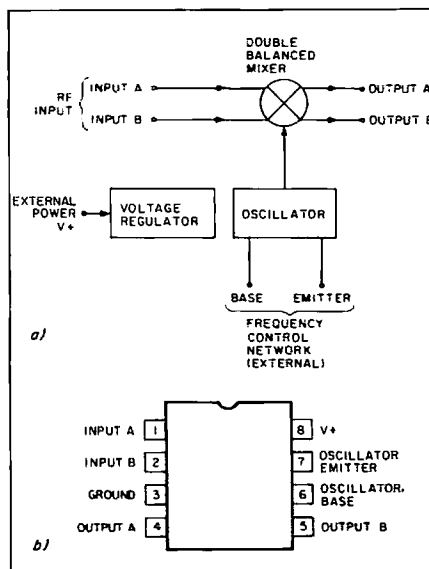 DOUBLE
BALANCED
MIXER
RF
INPUT
INPUT A
INPUT B
OUTPUT A
OUTPUT B
EXTERNAL
POWER
V+
VOLTAGE
REGULATOR
OSCILLATOR
BASE
EMITTER
FREQUENCY
CONTROL
NETWORK
(EXTERNAL)
a)
INPUT A 1
INPUT B 2
GROUND 3
OUTPUT A 4
8 V+
7 OSCILLATOR
EMITTER
6 OSCILLATOR,
BASE
5 OUTPUT B
b)